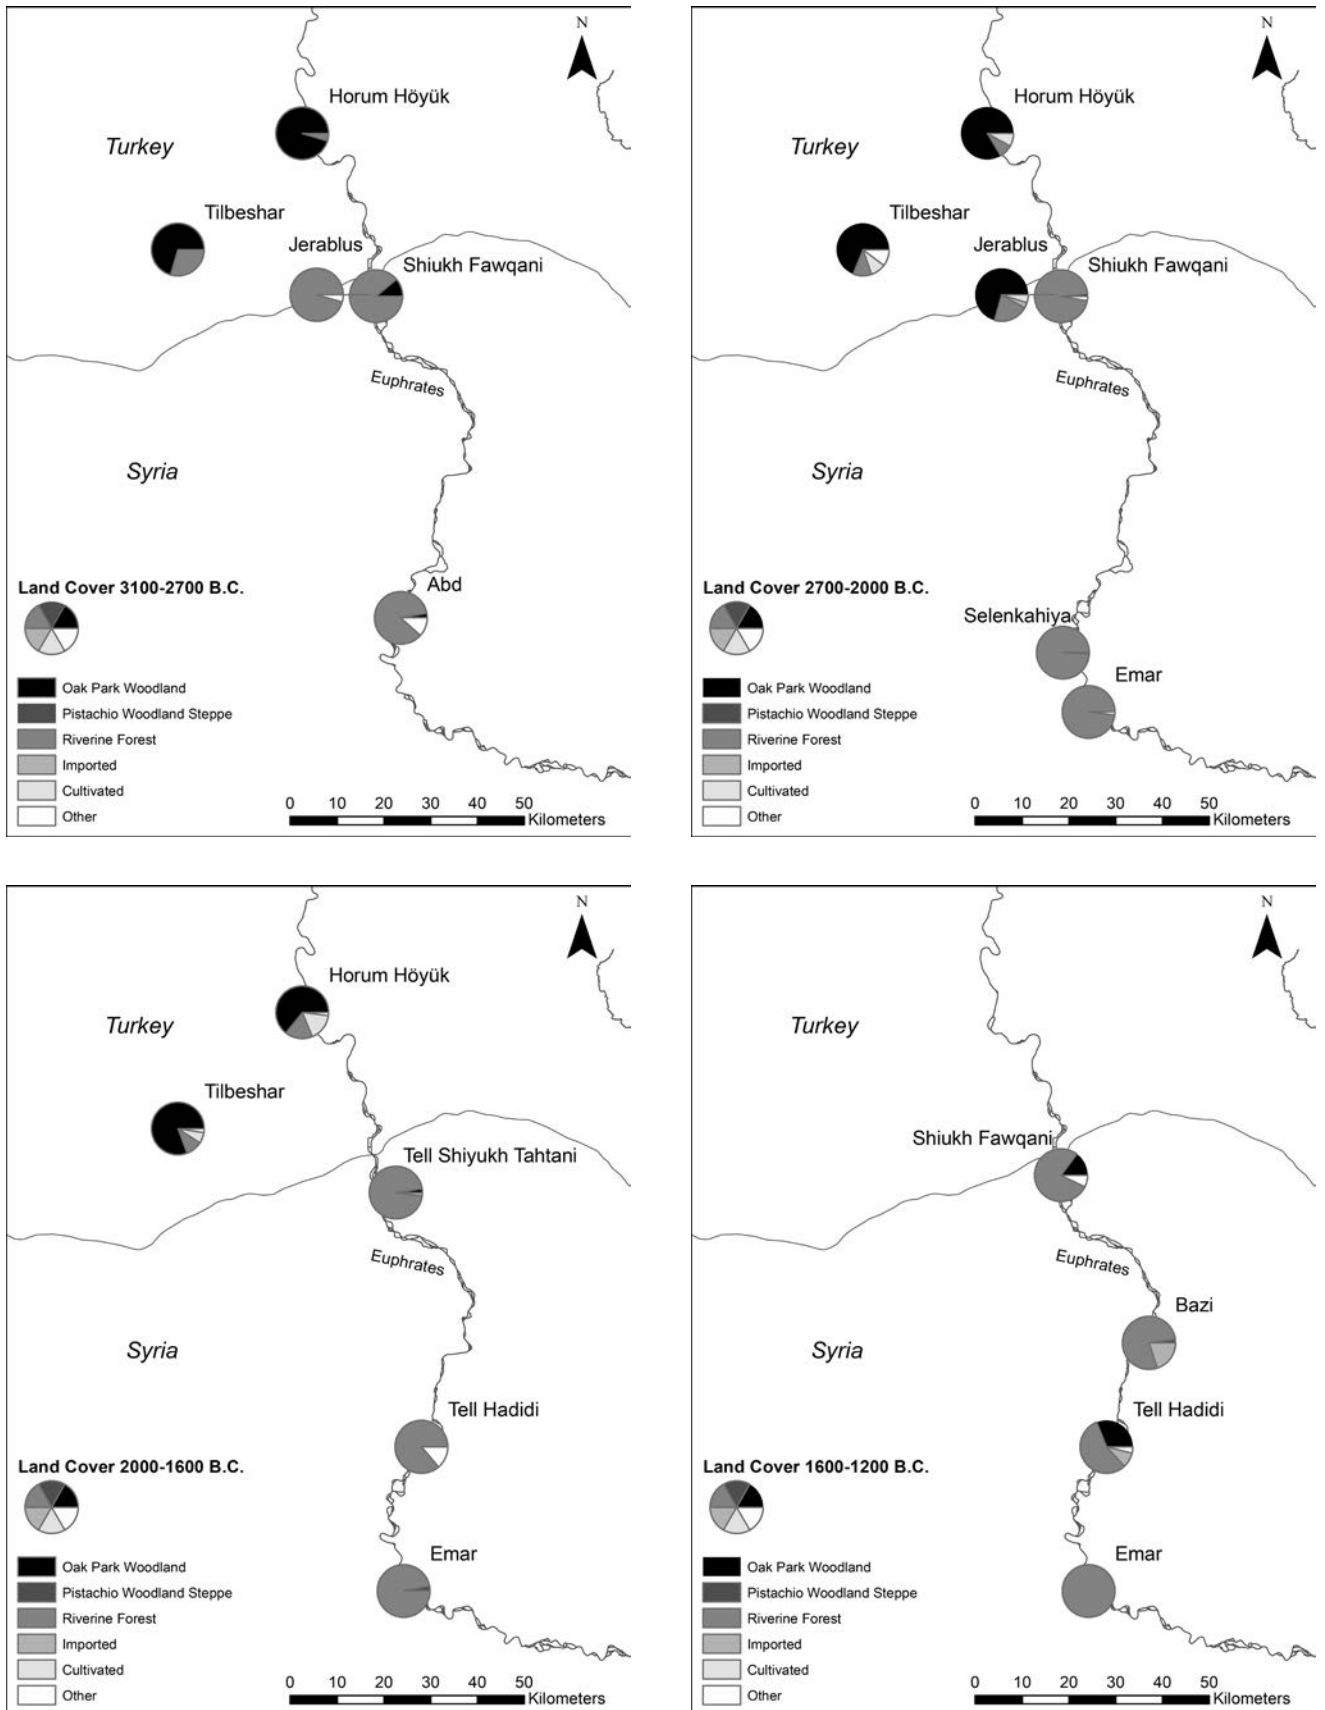 N
Horum Höyük
Turkey
Tilbeshar
Jerablus
Shiukh Fawqani
Euphrates
Syria
Abd
Land Cover 3100-2700 B.C.
Oak Park Woodland
Pistachio Woodland Steppe
Riverine Forest
Imported
Cultivated
Other
0 10 20 30 40 50
Kilometers
N
Horum Höyük
Turkey
Tilbeshar
Jerablus
Shiukh Fawqani
Euphrates
Syria
Land Cover 2700-2000 B.C.
Selenkahiya
Emar
Oak Park Woodland
Pistachio Woodland Steppe
Riverine Forest
Imported
Cultivated
Other
0 10 20 30 40 50
Kilometers
N
Horum Höyük
Turkey
Tilbeshar
Tell Shiyukh Tahtani
Euphrates
Syria
Tell Hadidi
Land Cover 2000-1600 B.C.
Emar
Oak Park Woodland
Pistachio Woodland Steppe
Riverine Forest
Imported
Cultivated
Other
0 10 20 30 40 50
Kilometers
N
Turkey
Shiukh Fawqani
Euphrates
Bazi
Syria
Tell Hadidi
Land Cover 1600-1200 B.C.
Emar
Oak Park Woodland
Pistachio Woodland Steppe
Riverine Forest
Imported
Cultivated
Other
0 10 20 30 40 50
Kilometers